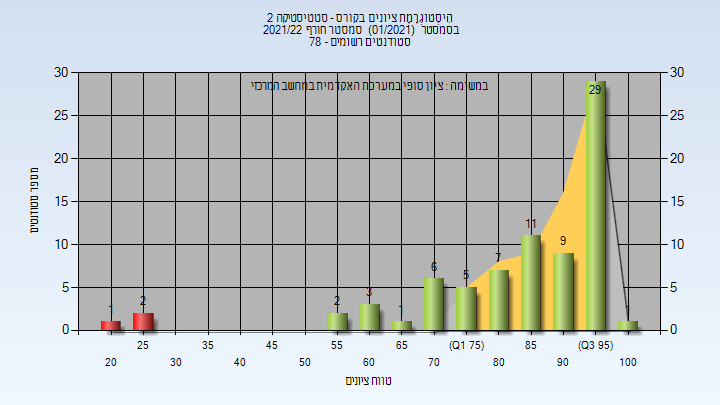 היסטוגרמת ציונים בקורס - סטטיסטיקה 2
בסמסטר (01/2021) סמסטר חורף 2021/22
סטודנטים רשומים - 78
במשימה : ציון סופי במערכת האקדמית במחשב המרכזי
30 30
25 25
20 20
15 15
10 10
5 5
0 0
מספר סטודנטים
1 2 2 3 1 6 5 7 11 9 29
25 35 45 55 65 (Q1 75) 85 (Q3 95)
20 30 40 50 60 70 80 90 100
טווח ציונים